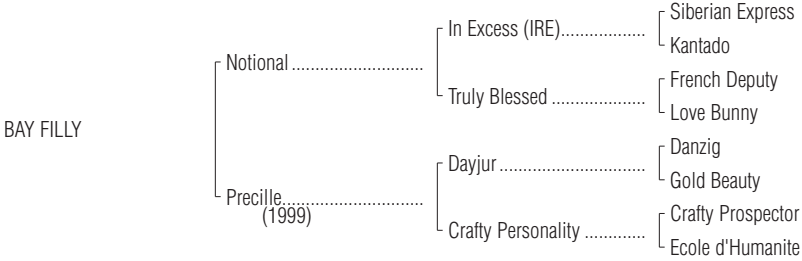 Siberian Express
In Excess (IRE)...................
Kantado
Notional ............................
French Deputy
Truly Blessed ....................
Love Bunny
BAY FILLY
Danzig
Dayjur...............................
Gold Beauty
Precille..............................
(1999)
Crafty Prospector
Crafty Personality .............
Ecole d'Humanite